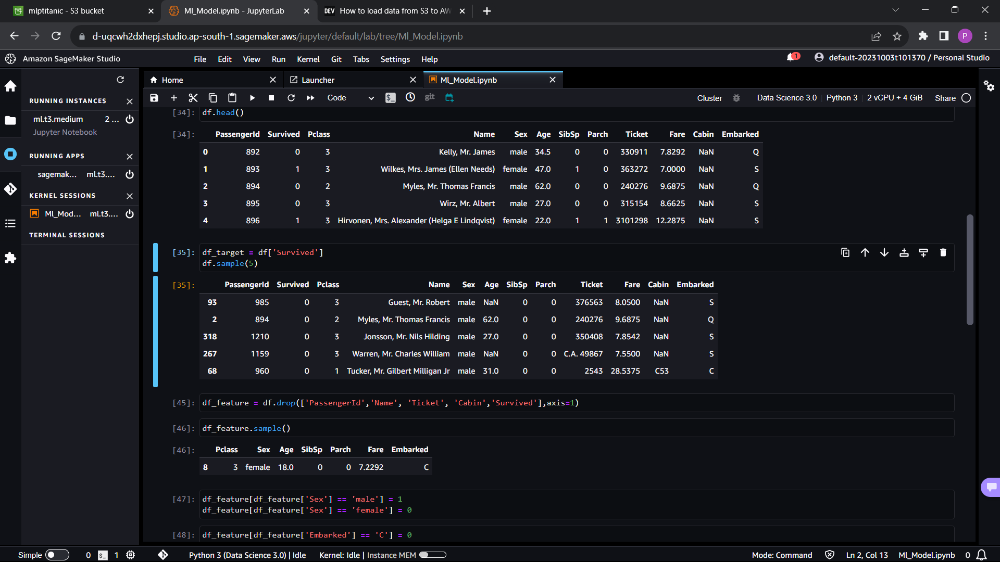 mlptitanic - S3 bucket
Ml_Model.ipynb - JupyterLab
DEV How to load data from S3 to AW
d-uqcwh2dxhepj.studio.ap-south-1.sagemaker.aws/jupyter/default/lab/tree/Ml_Model.ipynb
P
Amazon SageMaker Studio File Edit View Run Kernel Git Tabs Settings Help 1 default-20231003t101370 / Personal Studio
Home Launcher Ml_Model.ipynb
Code git Cluster Data Science 3.0 Python 3 2 vCPU + 4 GiB Share
RUNNING INSTANCES
ml.t3.medium 2 ...
Jupyter Notebook
RUNNING APPS
sagemak... ml.t3....
KERNEL SESSIONS
Ml_Mod... ml.t3....
TERMINAL SESSIONS
[34]: df.head()
[34]: PassengerId Survived Pclass Name Sex Age SibSp Parch Ticket Fare Cabin Embarked
0 892 0 3 Kelly, Mr. James male 34.5 0 0 330911 7.8292 NaN Q
1 893 1 3 Wilkes, Mrs. James (Ellen Needs) female 47.0 1 0 363272 7.0000 NaN S
2 894 0 2 Myles, Mr. Thomas Francis male 62.0 0 0 240276 9.6875 NaN Q
3 895 0 3 Wirz, Mr. Albert male 27.0 0 0 315154 8.6625 NaN S
4 896 1 3 Hirvonen, Mrs. Alexander (Helga E Lindqvist) female 22.0 1 1 3101298 12.2875 NaN S
[35]: df_target = df['Survived']
df.sample(5)
[35]: PassengerId Survived Pclass Name Sex Age SibSp Parch Ticket Fare Cabin Embarked
93 985 0 3 Guest, Mr. Robert male NaN 0 0 376563 8.0500 NaN S
2 894 0 2 Myles, Mr. Thomas Francis male 62.0 0 0 240276 9.6875 NaN Q
318 1210 0 3 Jonsson, Mr. Nils Hilding male 27.0 0 0 350408 7.8542 NaN S
267 1159 0 3 Warren, Mr. Charles William male NaN 0 0 C.A. 49867 7.5500 NaN S
68 960 0 1 Tucker, Mr. Gilbert Milligan Jr male 31.0 0 0 2543 28.5375 C53 C
[45]: df_feature = df.drop(['PassengerId','Name', 'Ticket', 'Cabin','Survived'],axis=1)
[46]: df_feature.sample()
[46]: Pclass Sex Age SibSp Parch Fare Embarked
8 3 female 18.0 0 0 7.2292 C
[47]: df_feature[df_feature['Sex'] == 'male'] = 1
df_feature[df_feature['Sex'] == 'female'] = 0
[48]: df_feature[df_feature['Embarked'] == 'C'] = 0
Simple 0 $_ 1 Python 3 (Data Science 3.0) | Idle Kernel: Idle | Instance MEM Mode: Command Ln 2, Col 13 Ml_Model.ipynb 0